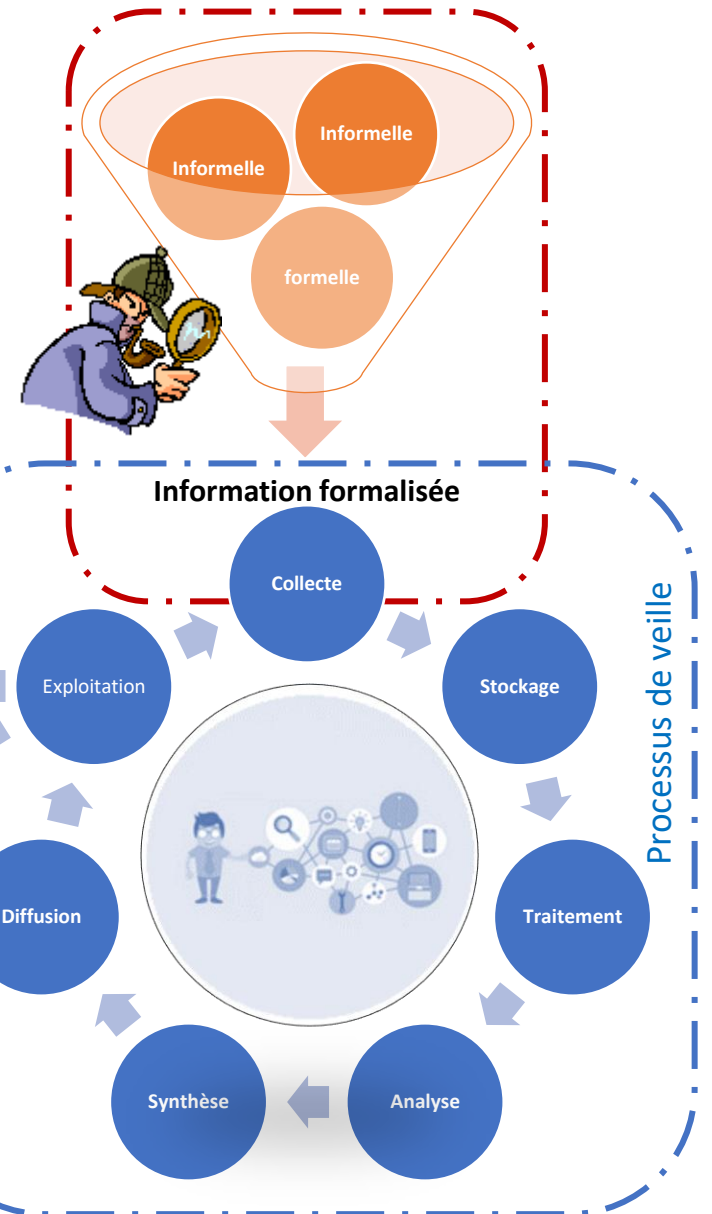 Informelle
Informelle
formelle
Information formalisée
Collecte
Exploitation
Stockage
Processus de veille
Diffusion
Traitement
Synthèse
Analyse